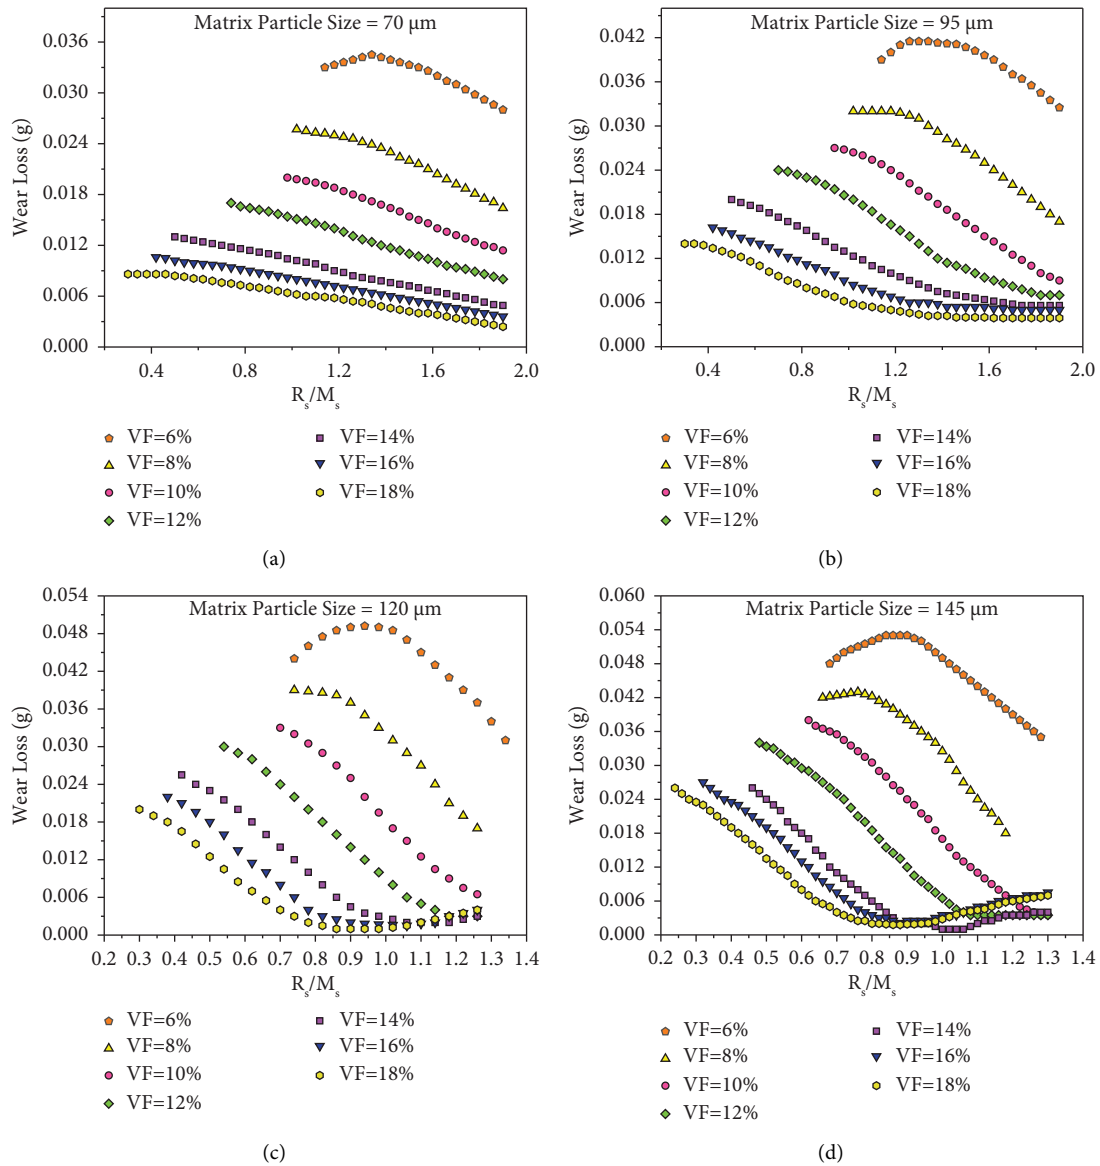 Matrix Particle Size = 70 μm
0.036
0.030
0.024
0.018
0.012
0.006
0.000
Wear Loss (g)
0.4 0.8 1.2 1.6 2.0
Rs/Ms
VF=6% VF=14%
VF=8% VF=16%
VF=10% VF=18%
VF=12%
(a)
Matrix Particle Size = 95 μm
0.042
0.036
0.030
0.024
0.018
0.012
0.006
0.000
Wear Loss (g)
0.4 0.8 1.2 1.6 2.0
Rs/Ms
VF=6% VF=14%
VF=8% VF=16%
VF=10% VF=18%
VF=12%
(b)
Matrix Particle Size = 120 μm
0.054
0.048
0.042
0.036
0.030
0.024
0.018
0.012
0.006
0.000
Wear Loss (g)
0.2 0.3 0.4 0.5 0.6 0.7 0.8 0.9 1.0 1.1 1.2 1.3 1.4
Rs/Ms
VF=6% VF=14%
VF=8% VF=16%
VF=10% VF=18%
VF=12%
(c)
Matrix Particle Size = 145 μm
0.060
0.054
0.048
0.042
0.036
0.030
0.024
0.018
0.012
0.006
0.000
Wear Loss (g)
0.2 0.3 0.4 0.5 0.6 0.7 0.8 0.9 1.0 1.1 1.2 1.3 1.4
Rs/Ms
VF=6% VF=14%
VF=8% VF=16%
VF=10% VF=18%
VF=12%
(d)